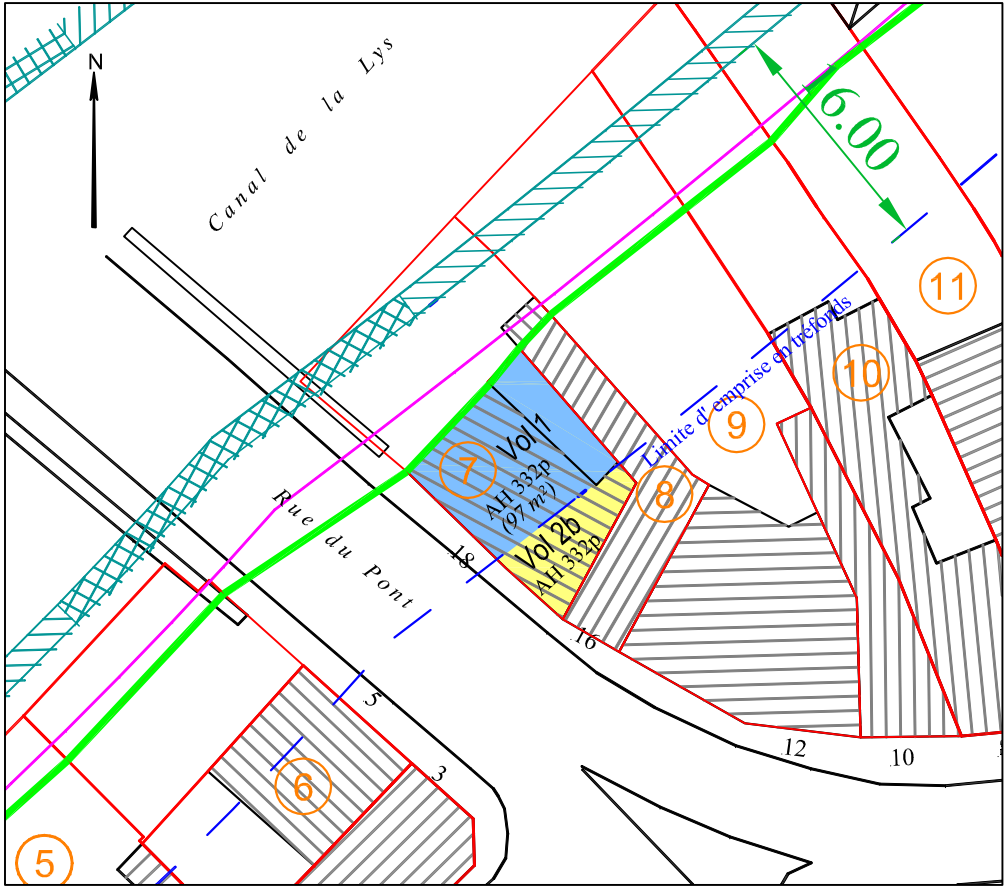 N
Canal de la Lys
6.00
11
Limite d' emprise en tréfonds
10
9
7
Vol 1
AH 332p
(97 m²)
8
Vol 2b
AH 332p
Rue du Pont
18
16
5
3
12
10
6
5